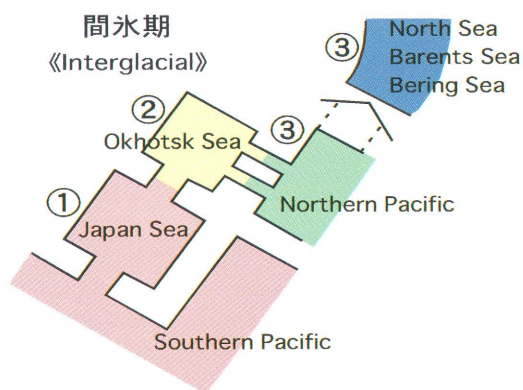 間氷期
《Interglacial》
③
North Sea
Barents Sea
Bering Sea
②
Okhotsk Sea
③
①
Japan Sea
Northern Pacific
Southern Pacific